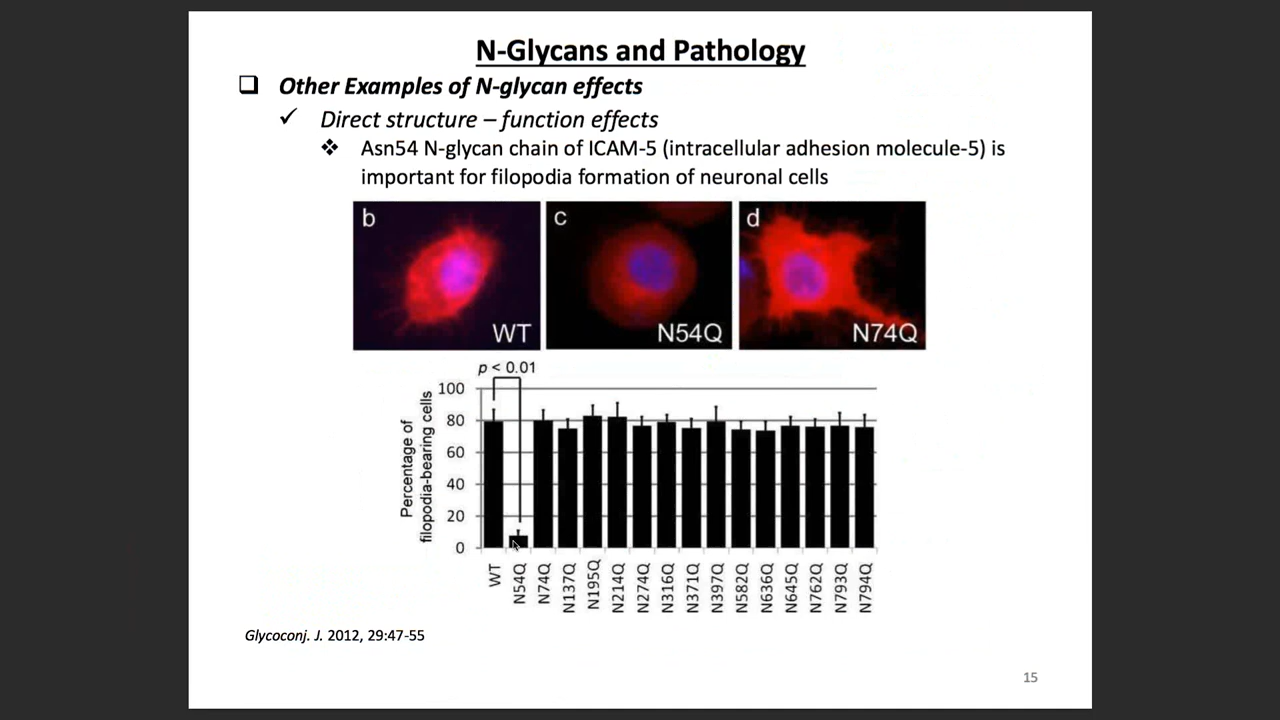 N-Glycans and Pathology
Other Examples of N-glycan effects
Direct structure – function effects
Asn54 N-glycan chain of ICAM-5 (intracellular adhesion molecule-5) is
important for filopodia formation of neuronal cells
b
WT
c
N54Q
d
N74Q
p < 0.01
Percentage of
filopodia-bearing cells
100
80
60
40
20
0
WT
N54Q
N74Q
N137Q
N195Q
N214Q
N274Q
N316Q
N371Q
N397Q
N582Q
N636Q
N645Q
N762Q
N793Q
N794Q
Glycoconj. J. 2012, 29:47-55
15